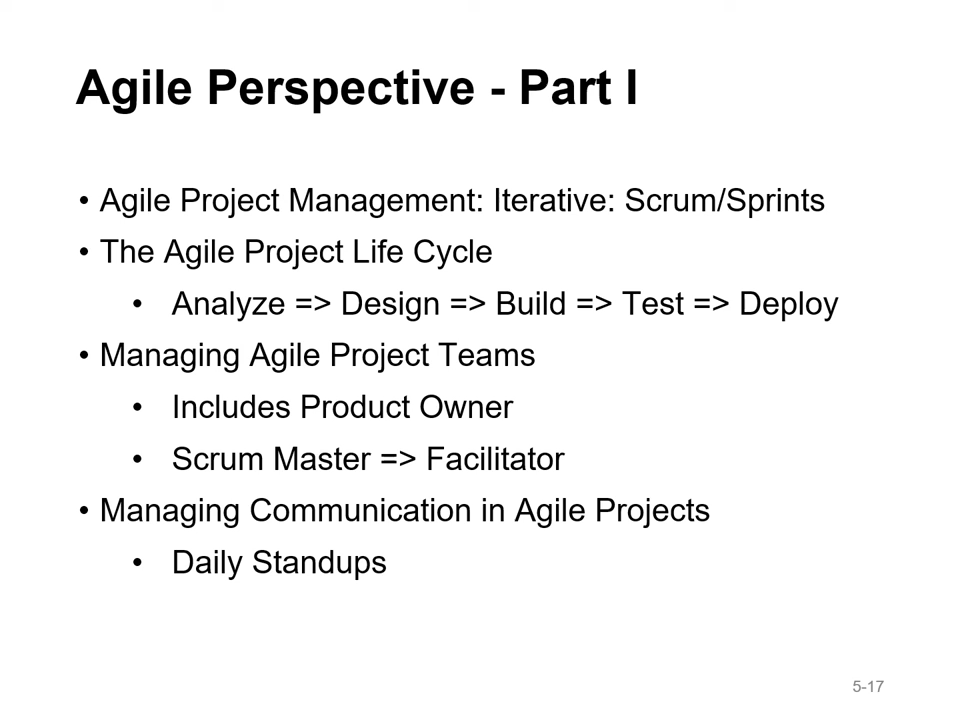 Agile Perspective - Part I
• Agile Project Management: Iterative: Scrum/Sprints
• The Agile Project Life Cycle
• Analyze => Design => Build => Test => Deploy
• Managing Agile Project Teams
• Includes Product Owner
• Scrum Master => Facilitator
• Managing Communication in Agile Projects
• Daily Standups
5-17